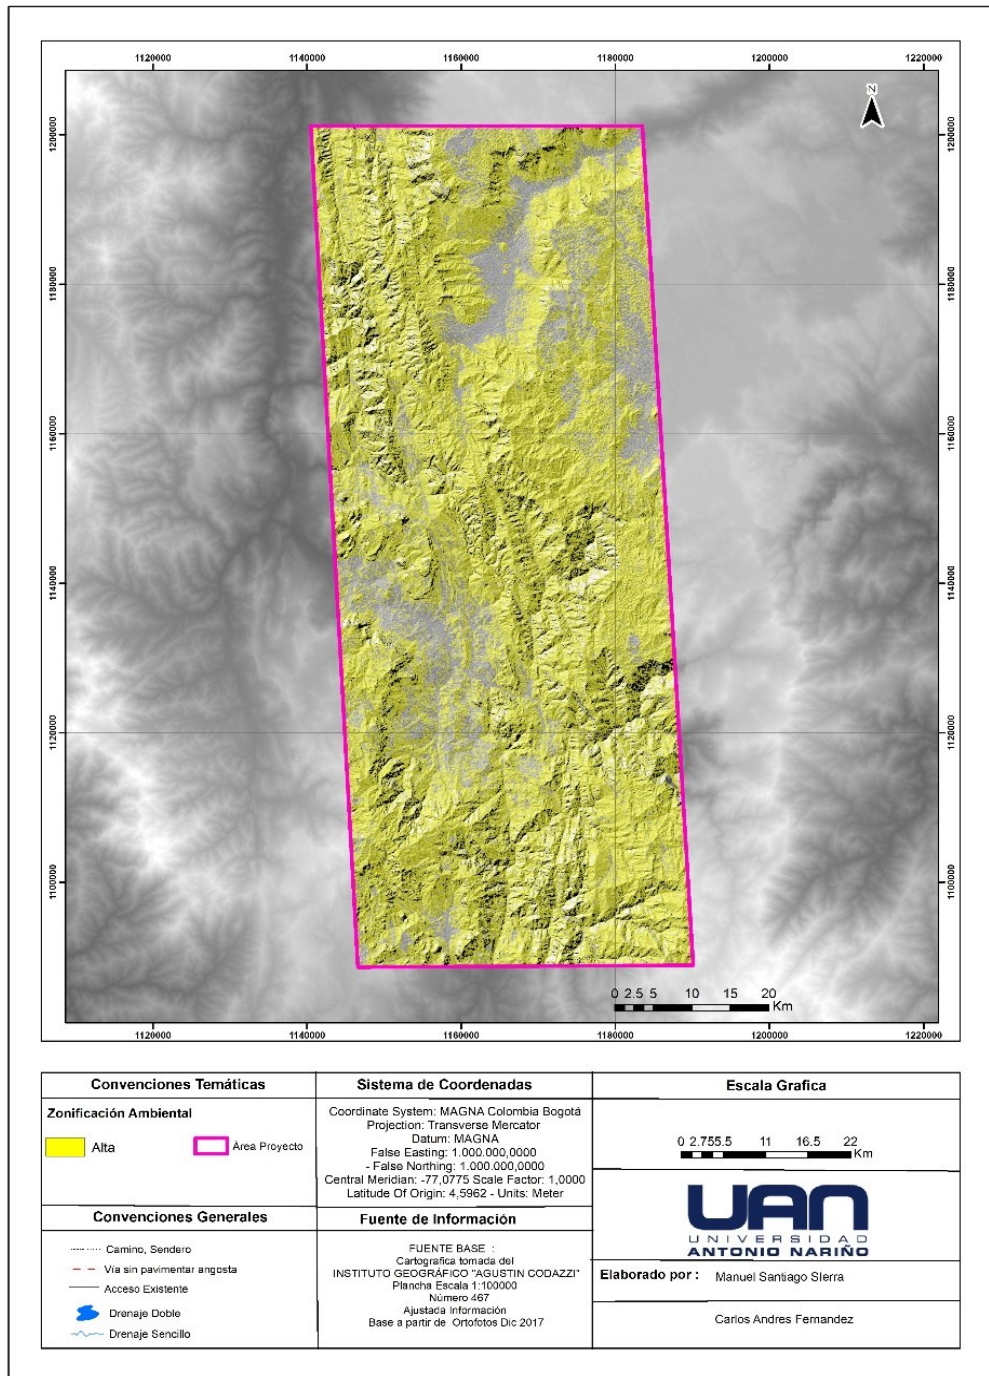 1120000 1140000 1160000 1180000 1200000 1220000
N
1200000 1200000
1180000 1180000
1160000 1160000
1140000 1140000
1120000 1120000
1100000 1100000
0 2.5 5 10 15 20
Km
1120000 1140000 1160000 1180000 1200000 1220000
Convenciones Temáticas
Zonificación Ambiental
Alta
Área Proyecto
Convenciones Generales
Camino, Sendero
Vía sin pavimentar angosta
Acceso Existente
Drenaje Doble
Drenaje Sencillo
Sistema de Coordenadas
Coordinate System: MAGNA Colombia Bogotá
Projection: Transverse Mercator
Datum: MAGNA
False Easting: 1.000.000,0000
- False Northing: 1.000.000,0000
Central Meridian: -77,0775 Scale Factor: 1,0000
Latitude Of Origin: 4,5962 - Units: Meter
Fuente de Información
FUENTE BASE :
Cartografica tomada del
INSTITUTO GEOGRÁFICO "AGUSTIN CODAZZI"
Plancha Escala 1:100000
Número 467
Ajustada Información
Base a partir de Ortofotos Dic 2017
Escala Grafica
0 2.755.5 11 16.5 22
Km
UAN
UNIVERSIDAD
ANTONIO NARIÑO
Elaborado por : Manuel Santiago SIerra
Carlos Andres Fernandez